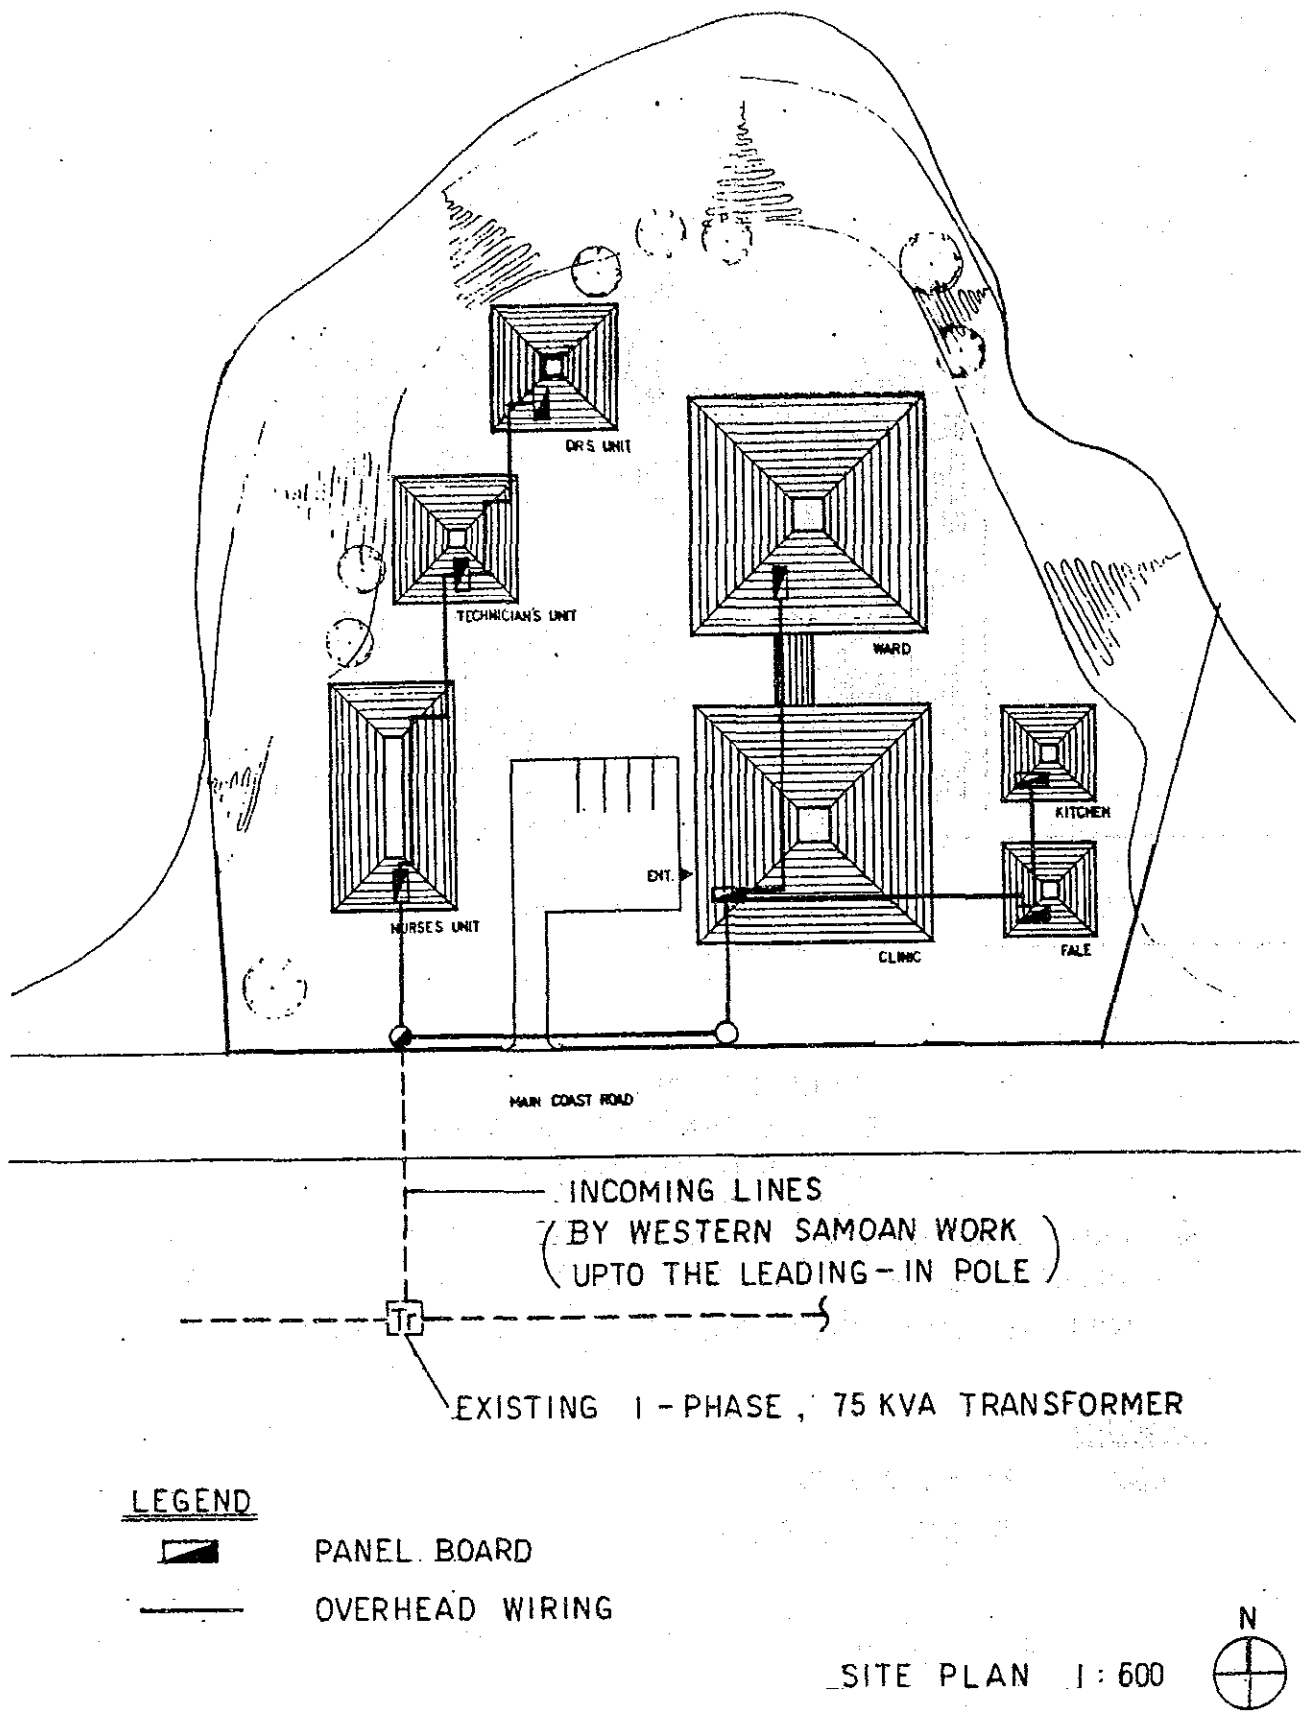 DRS UNIT
TECHNICIAN'S UNIT
WARD
KITCHEN
ENT.
NURSES UNIT
CLINIC
FALE
MAIN COAST ROAD
INCOMING LINES
(BY WESTERN SAMOAN WORK
UPTO THE LEADING-IN POLE)
Tr
EXISTING 1-PHASE, 75 KVA TRANSFORMER
LEGEND
PANEL BOARD
OVERHEAD WIRING
N
SITE PLAN 1:600